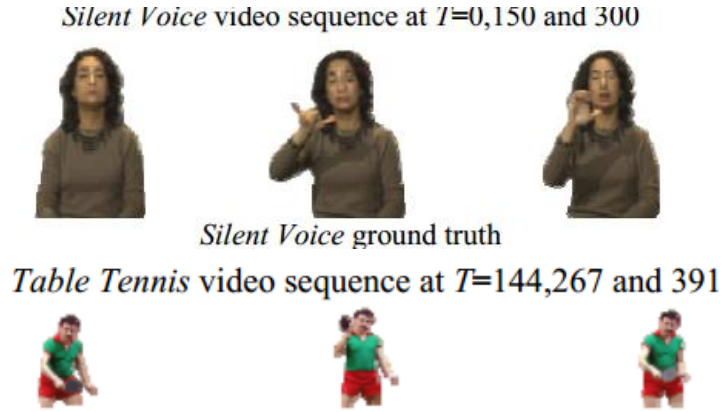 Silent Voice video sequence at T=0,150 and 300
Silent Voice ground truth
Table Tennis video sequence at T=144,267 and 391